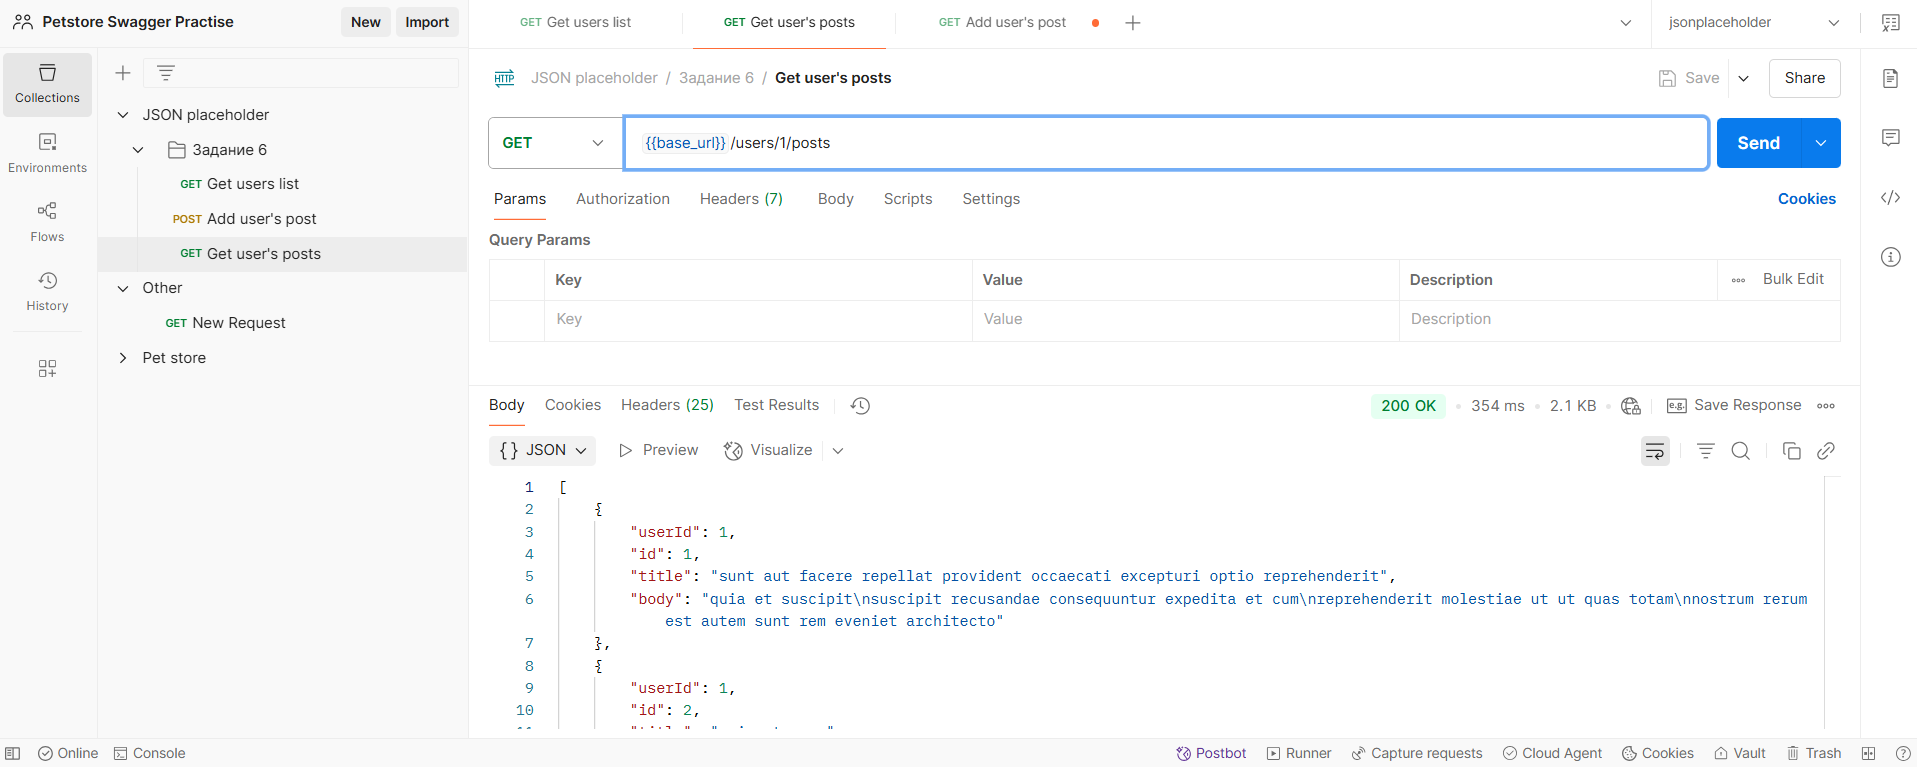 Petstore Swagger Practise
New
Import
GET Get users list
GET Get user's posts
GET Add user's post
jsonplaceholder
Collections
Environments
Flows
History
JSON placeholder
Задание 6
GET Get users list
POST Add user's post
GET Get user's posts
Other
GET New Request
Pet store
HTTP JSON placeholder / Задание 6 / Get user's posts
Save
Share
GET
{{base_url}} /users/1/posts
Send
Params Authorization Headers (7) Body Scripts Settings
Cookies
Query Params
Key Value Description Bulk Edit
Key Value Description
Body Cookies Headers (25) Test Results
200 OK 354 ms 2.1 KB e.g. Save Response
{} JSON Preview Visualize
1 [
2 {
3 "userId": 1,
4 "id": 1,
5 "title": "sunt aut facere repellat provident occaecati excepturi optio reprehenderit",
6 "body": "quia et suscipit\nsuscipit recusandae consequuntur expedita et cum\nreprehenderit molestiae ut ut quas totam\nnostrum rerum
est autem sunt rem eveniet architecto"
7 },
8 {
9 "userId": 1,
10 "id": 2,
Online Console
Postbot Runner Capture requests Cloud Agent Cookies Vault Trash